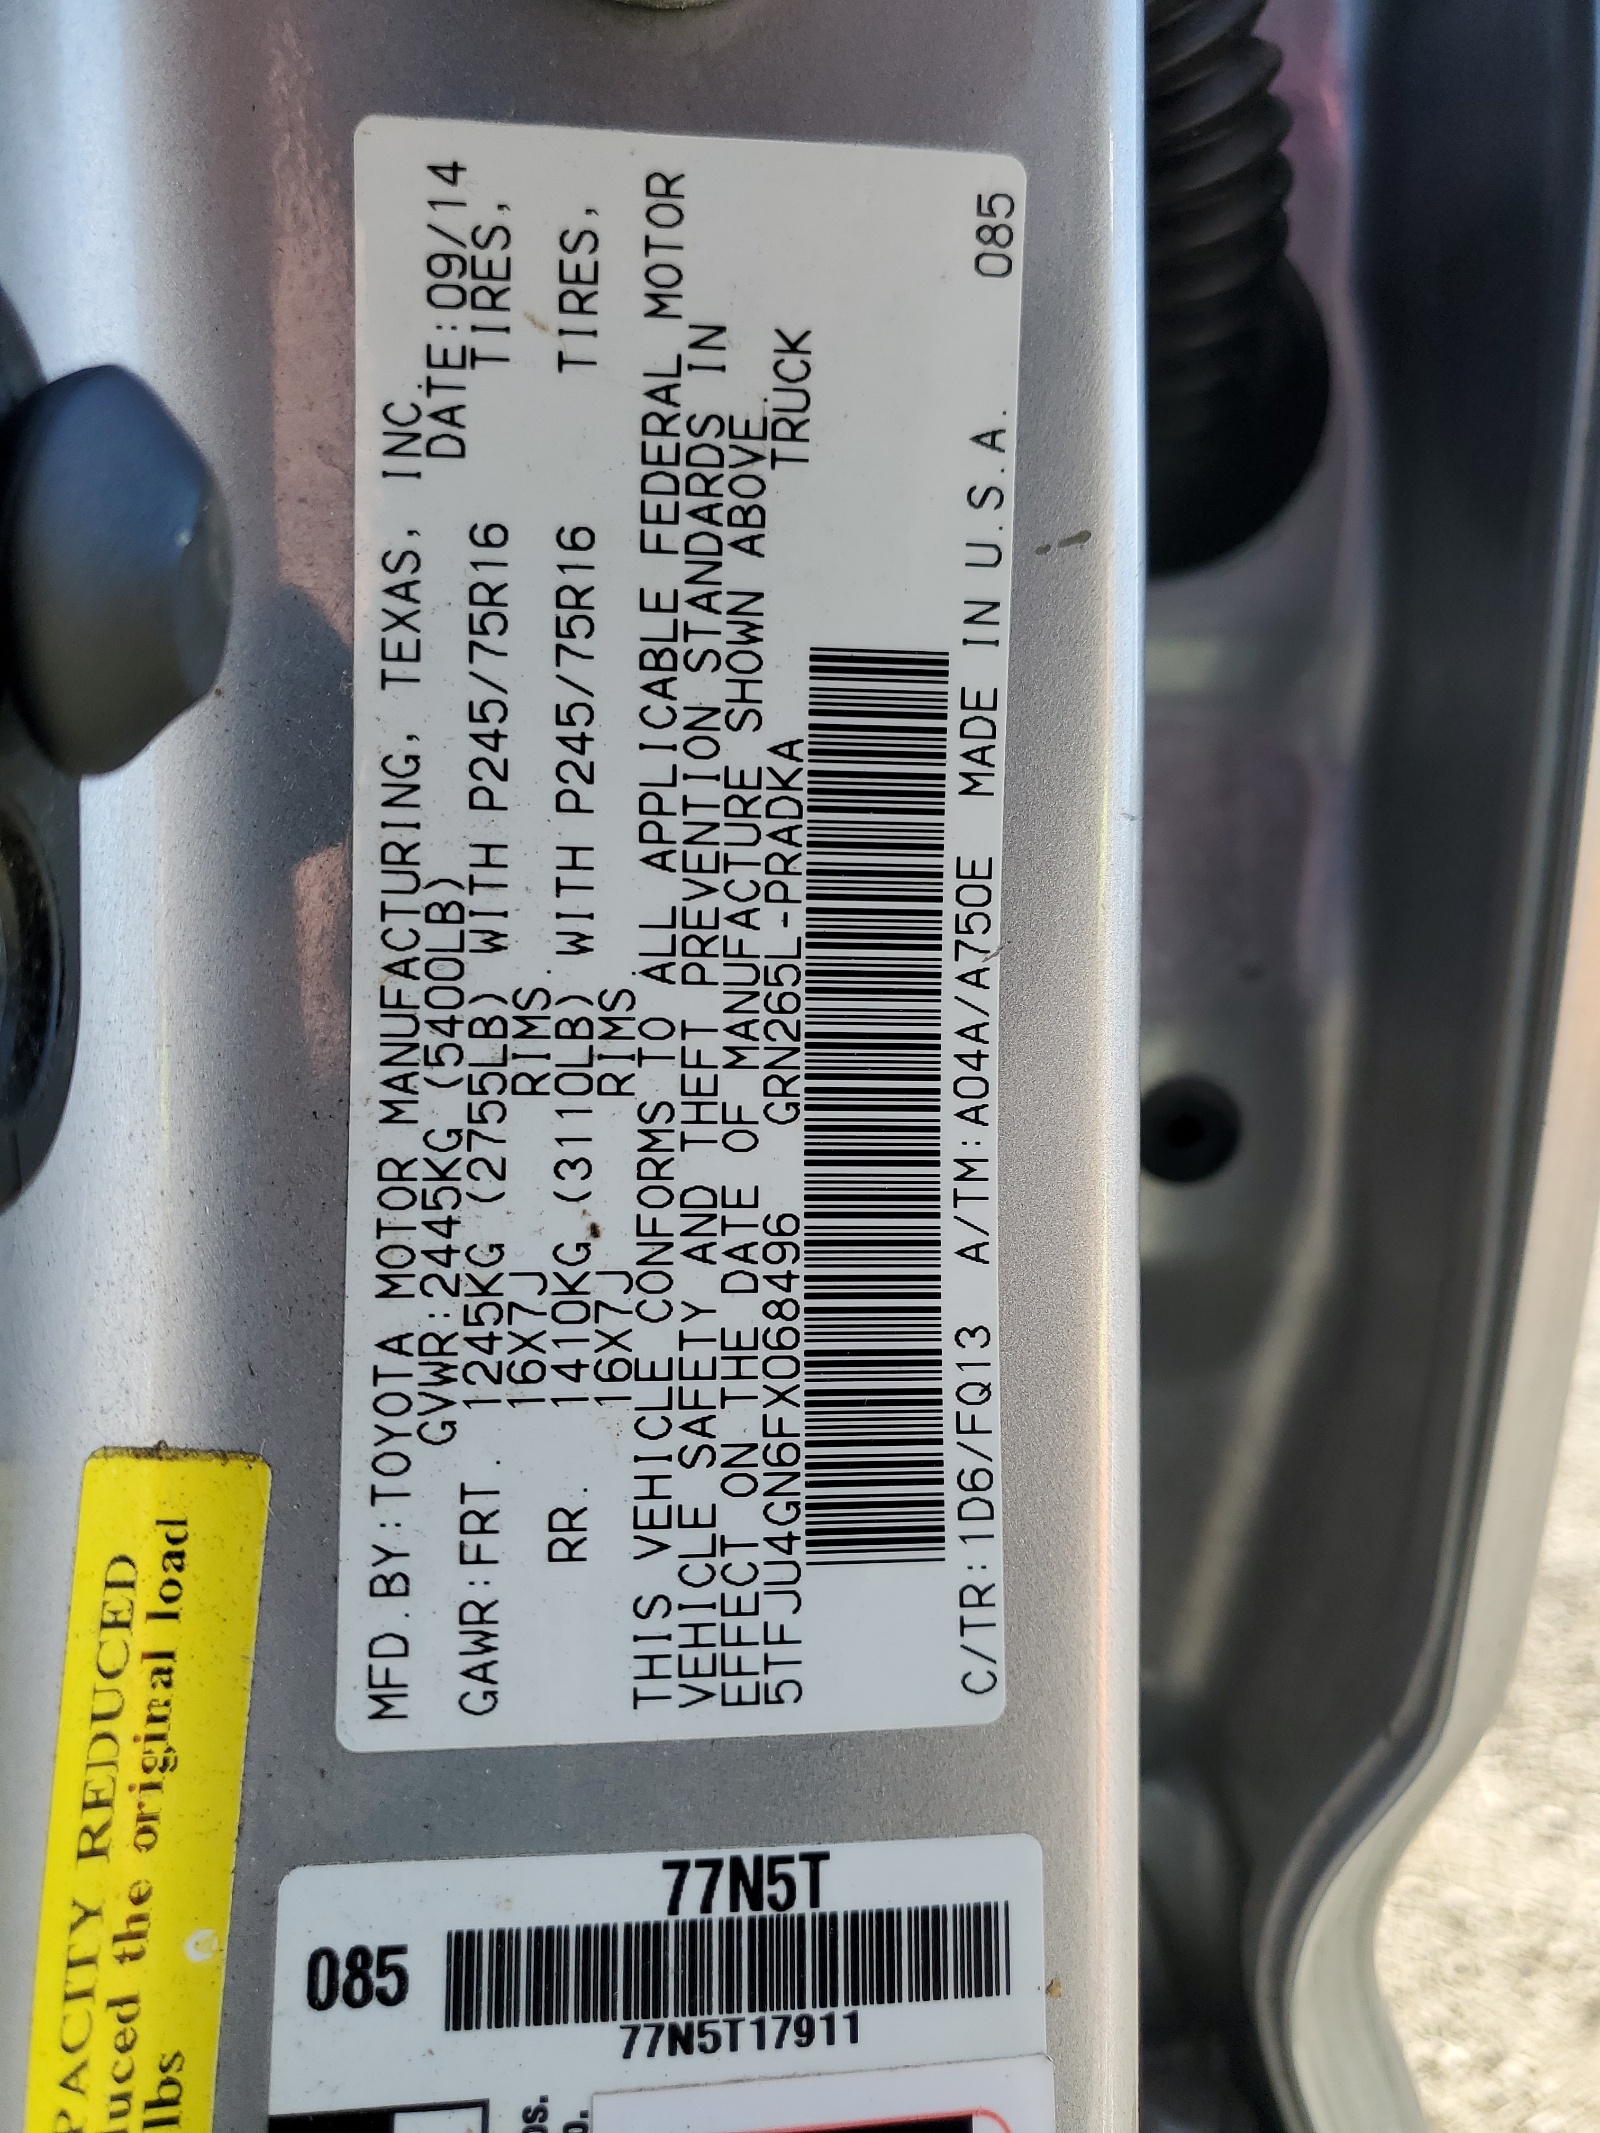 MFD.BY:TOYOTA MOTOR MANUFACTURING, TEXAS, INC.
GVWR:2445KG (5400LB) DATE:09/14
GAWR:FRT. 1245KG (2755LB) WITH P245/75R16 TIRES,
16X7J RIMS.
RR. 1410KG (3110LB) WITH P245/75R16 TIRES,
16X7J RIMS.
THIS VEHICLE CONFORMS TO ALL APPLICABLE FEDERAL MOTOR
VEHICLE SAFETY AND THEFT PREVENTION STANDARDS IN
EFFECT ON THE DATE OF MANUFACTURE SHOWN ABOVE.
5TFJU4GN6FX068496 GRN265L-PRADKA TRUCK
C/TR:1D6/FQ13 A/TM:A04A/A750E MADE IN U.S.A. 085
PACITY REDUCED
duced the original load
lbs
77N5T
085
77N5T17911